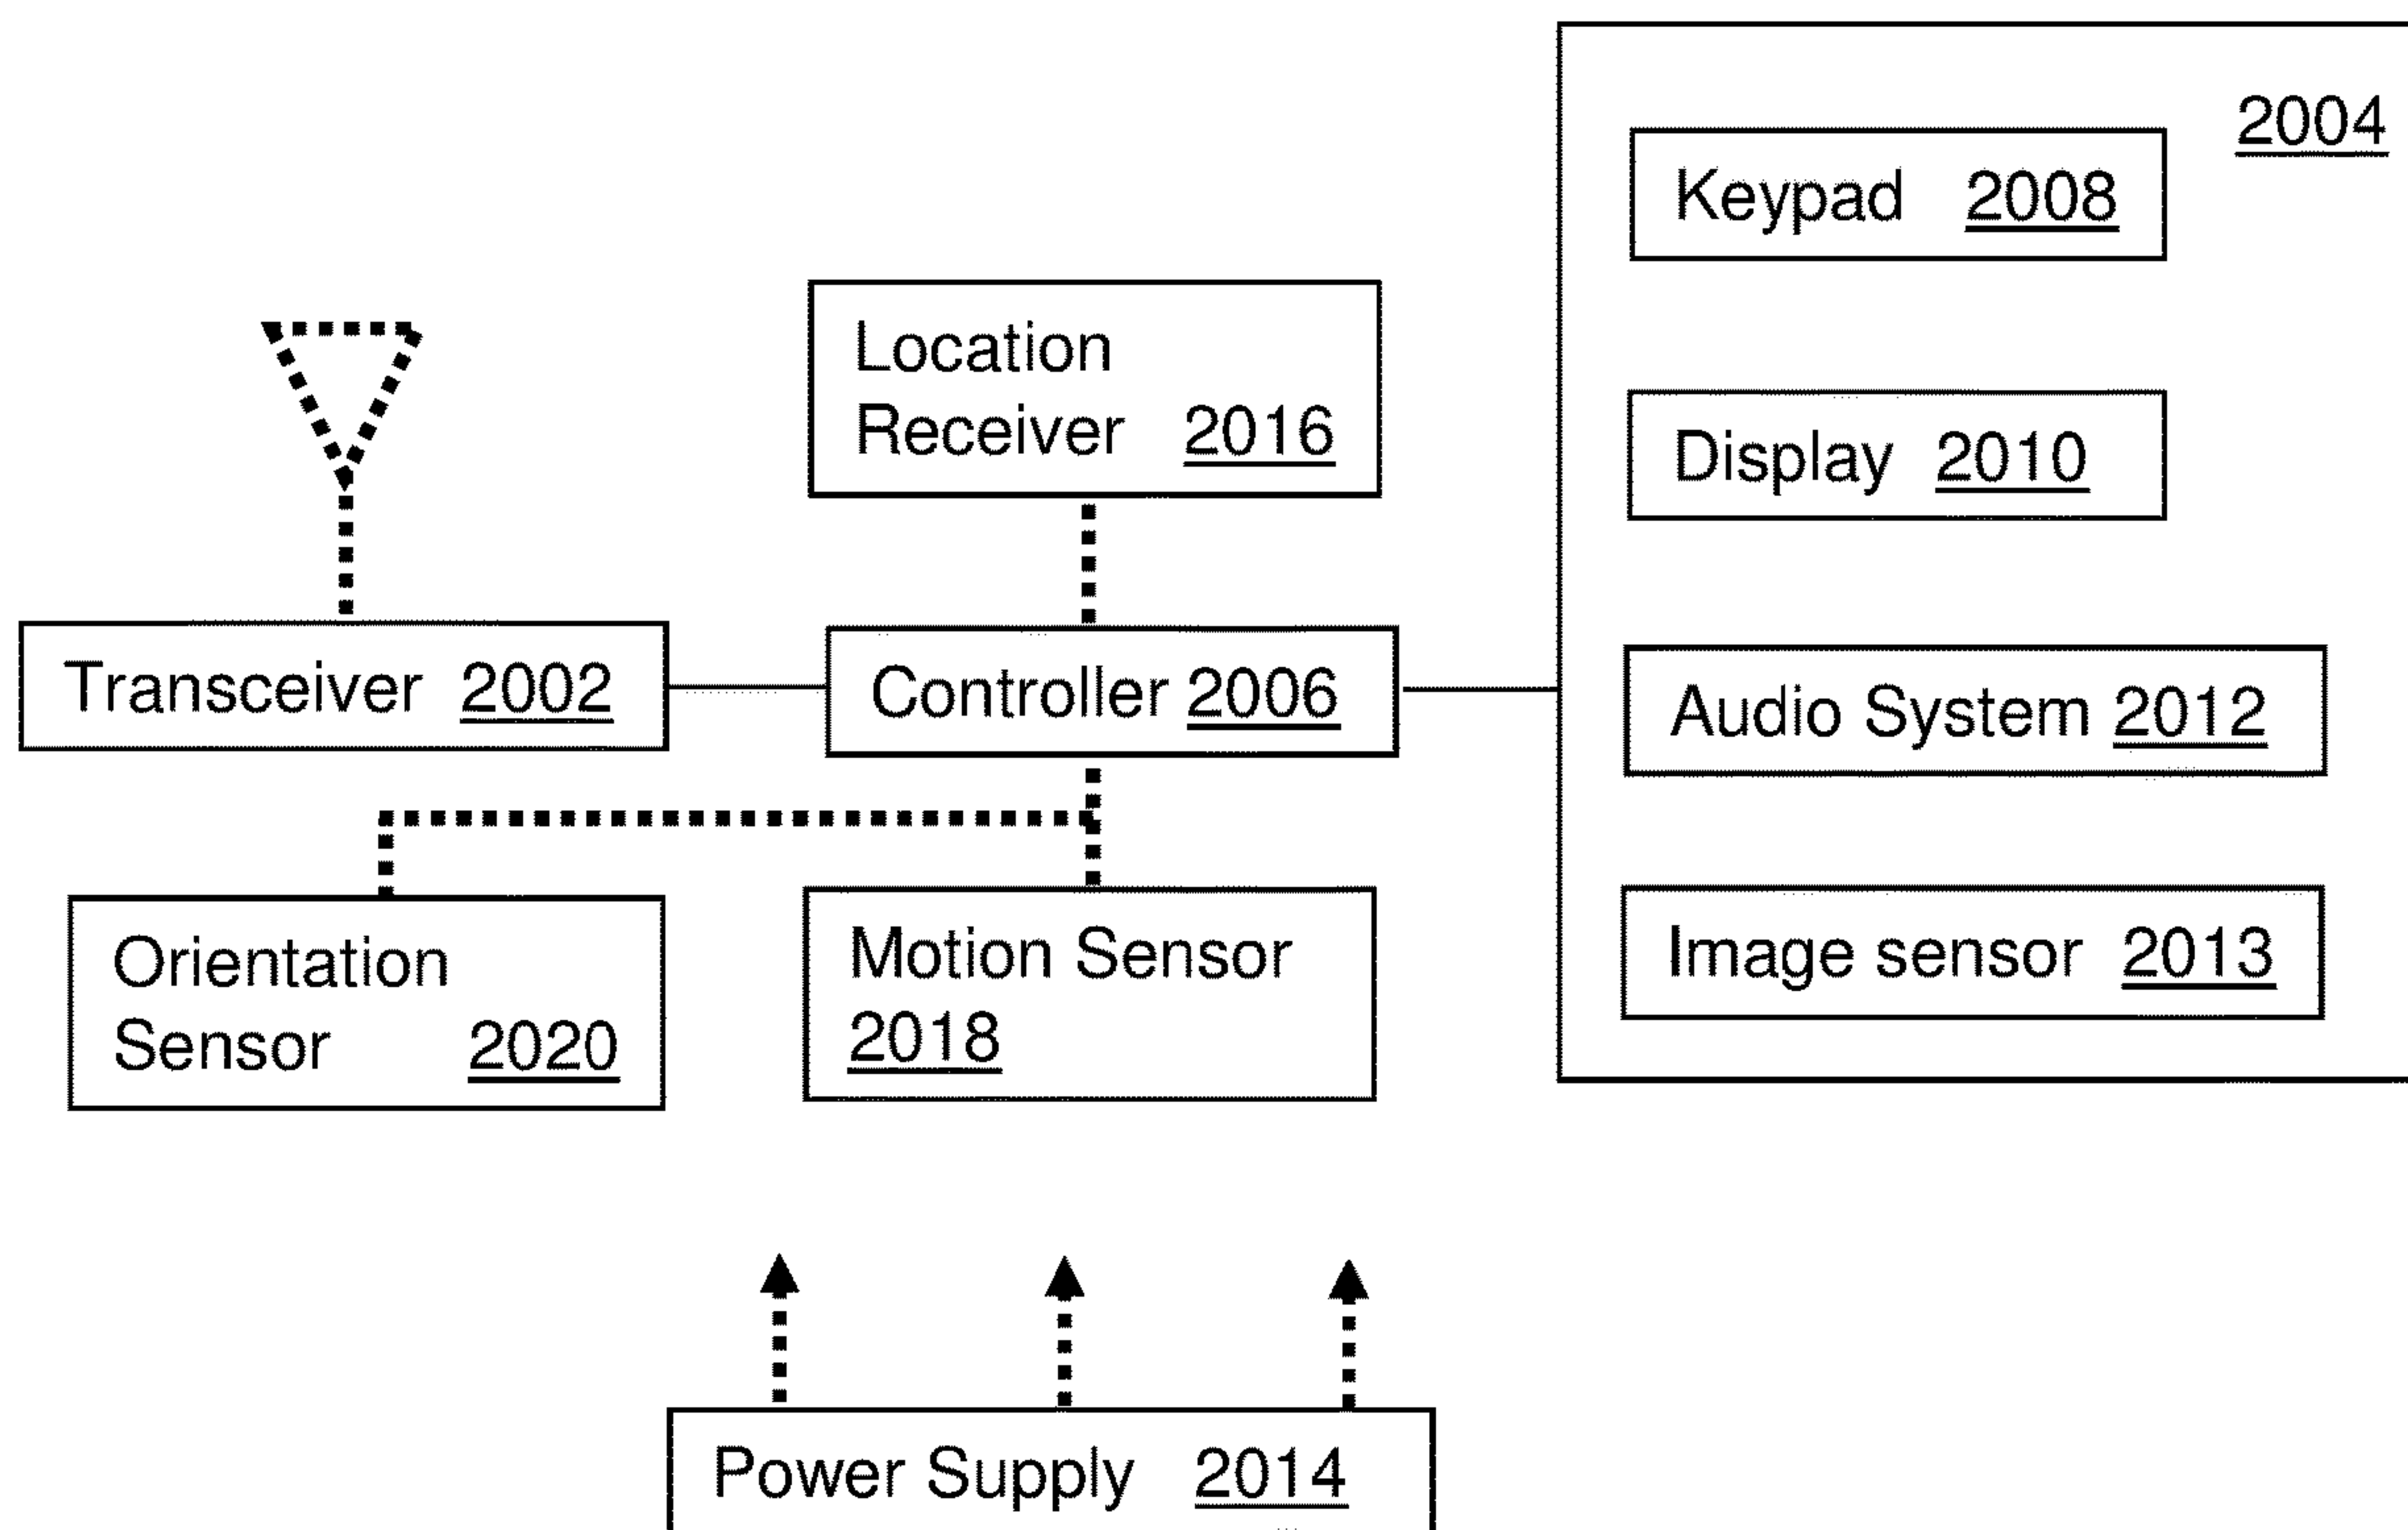 2004
Keypad 2008
Location
Receiver 2016
Display 2010
Transceiver 2002
Controller 2006
Audio System 2012
Orientation
Sensor 2020
Motion Sensor
2018
Image sensor 2013
Power Supply 2014